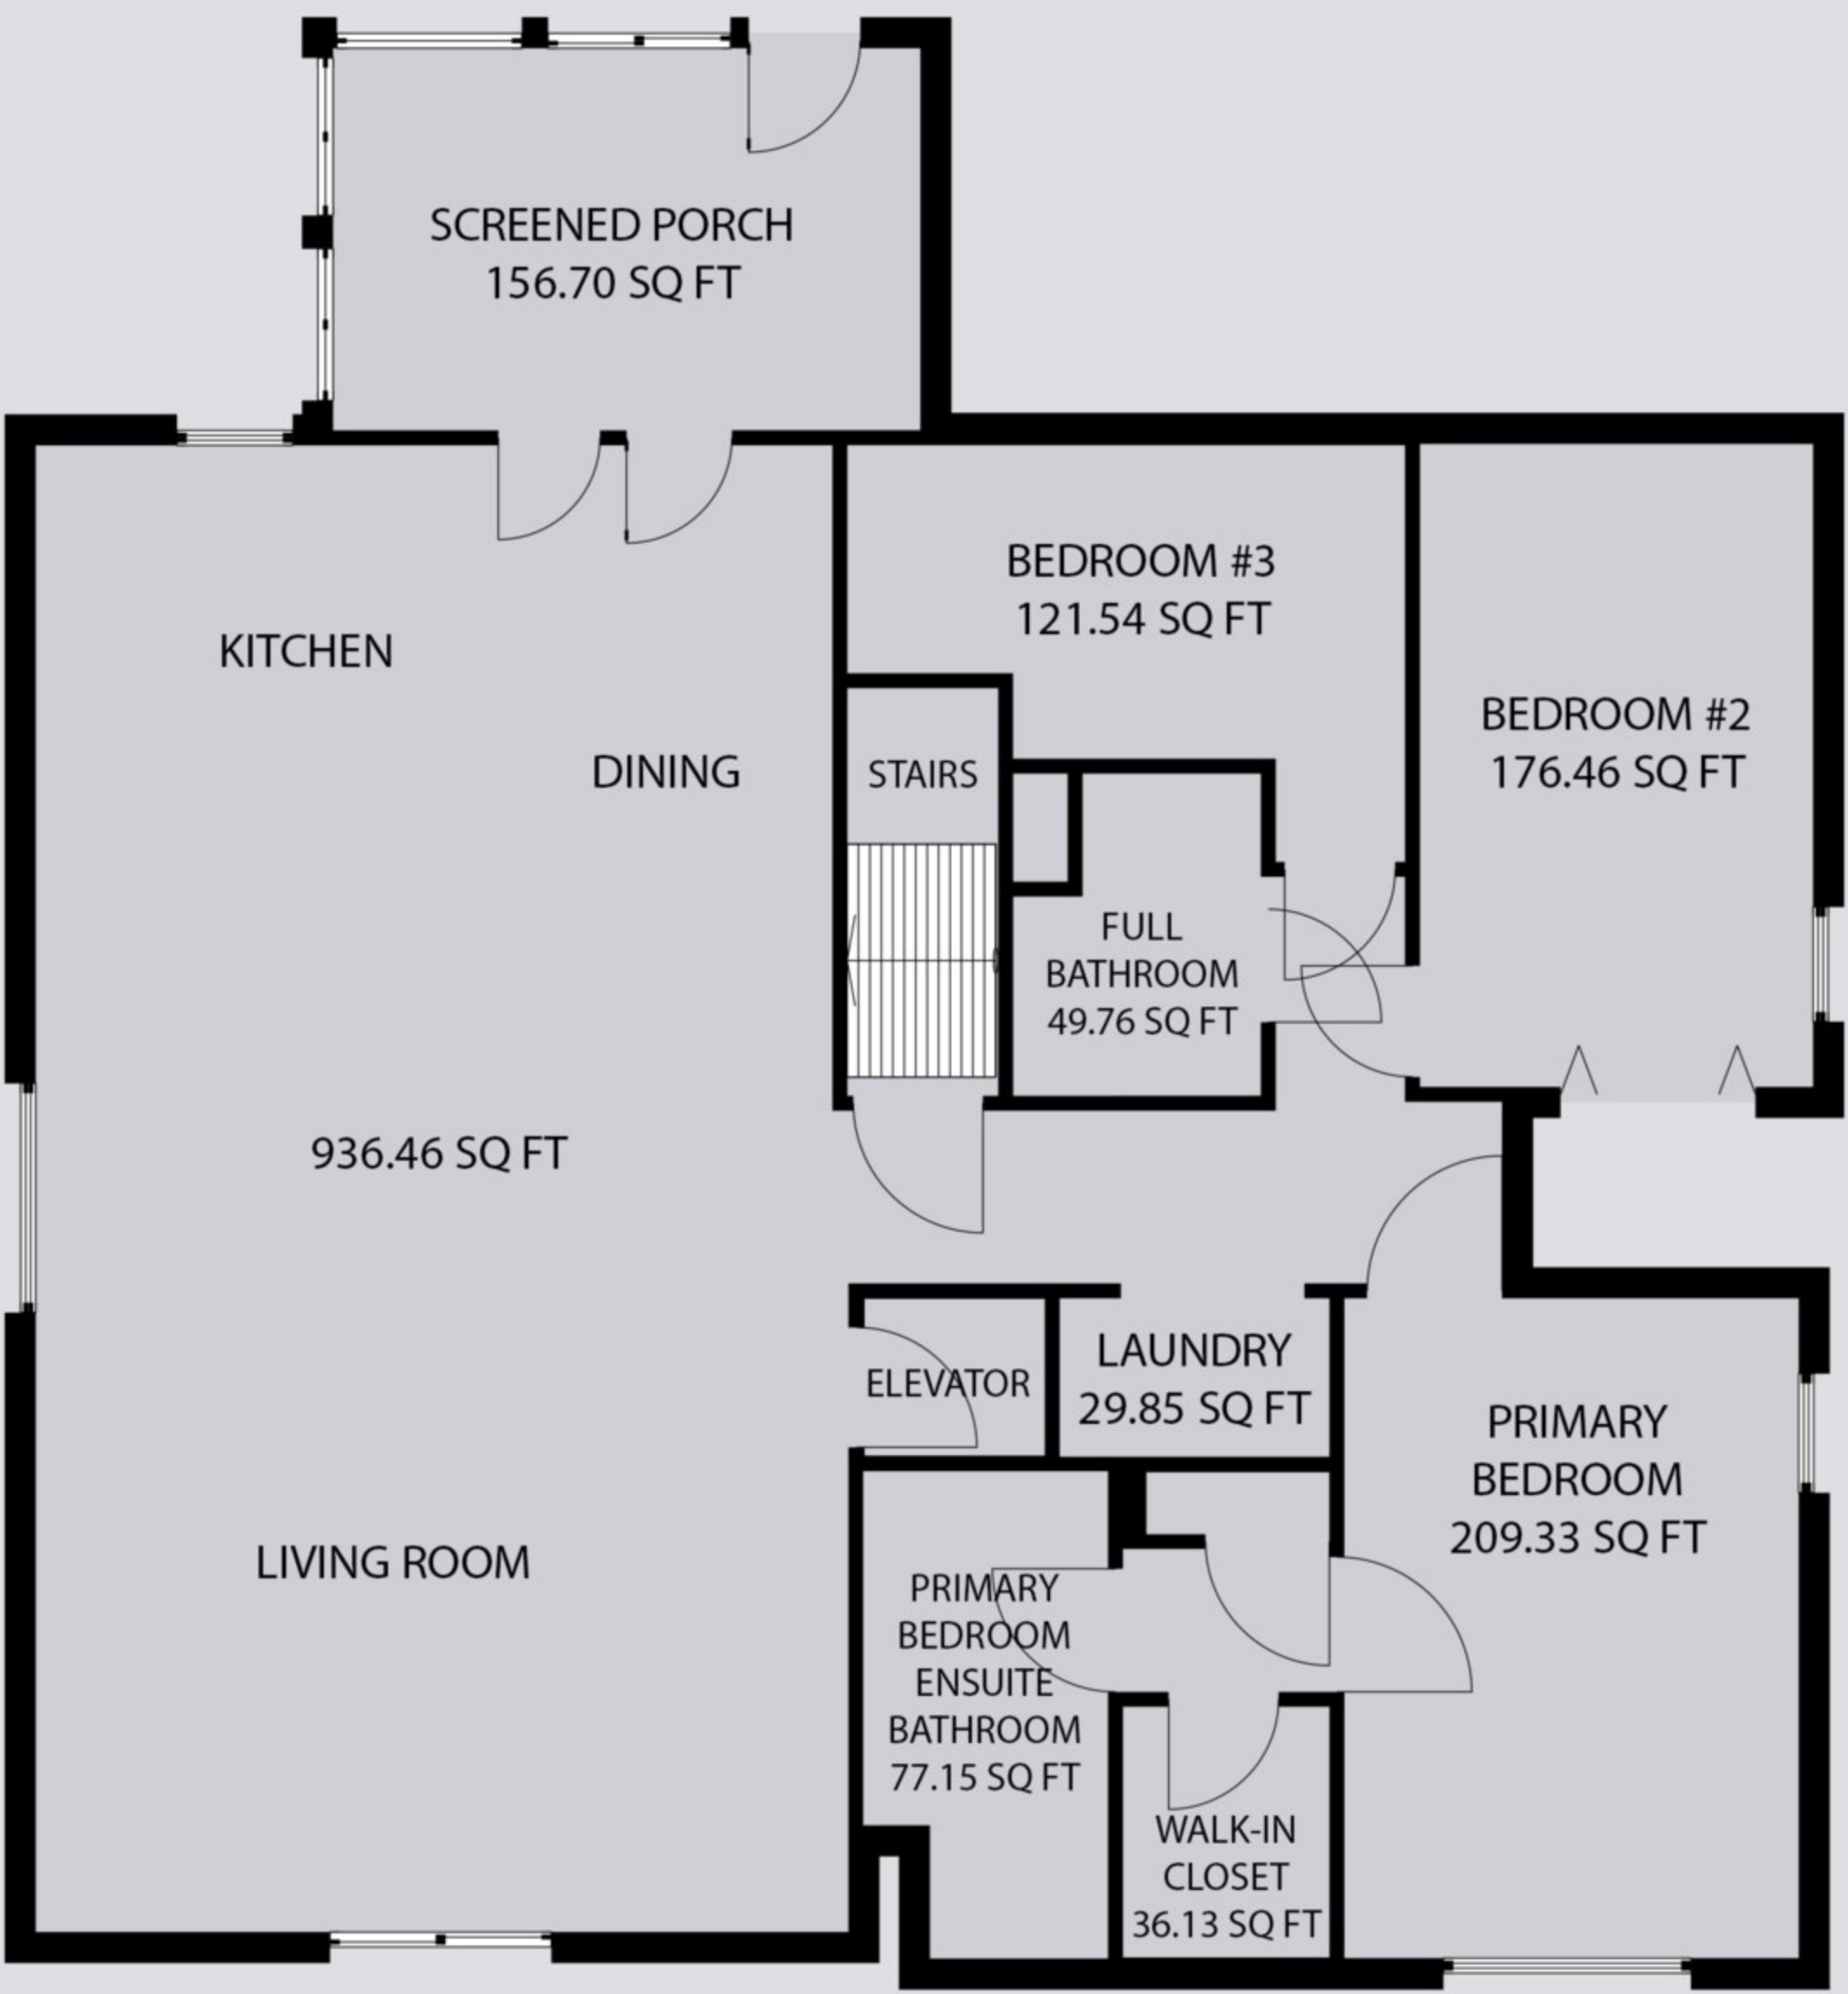 SCREENED PORCH
156.70 SQ FT
BEDROOM #3
121.54 SQ FT
KITCHEN
DINING
STAIRS
BEDROOM #2
176.46 SQ FT
FULL
BATHROOM
49.76 SQ FT
936.46 SQ FT
ELEVATOR
LAUNDRY
29.85 SQ FT
PRIMARY
BEDROOM
209.33 SQ FT
LIVING ROOM
PRIMARY
BEDROOM
ENSUITE
BATHROOM
77.15 SQ FT
WALK-IN
CLOSET
36.13 SQ FT